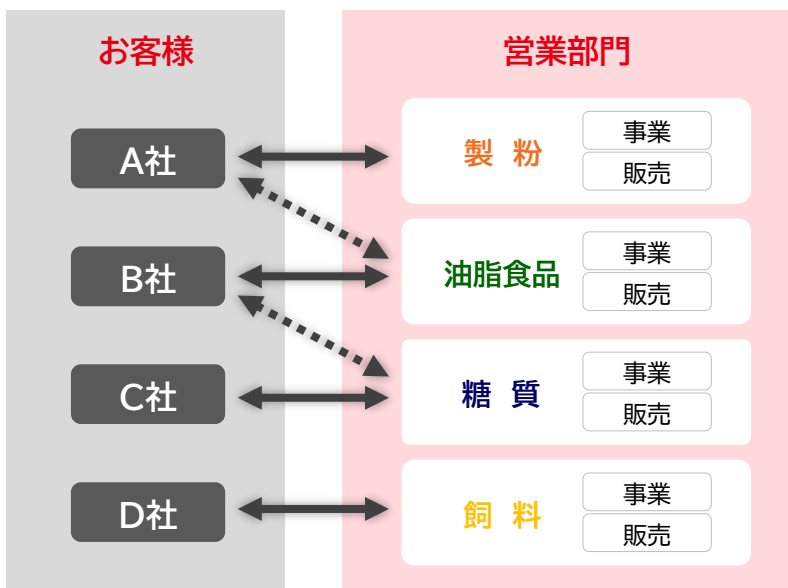 お客様
営業部門
A社
製粉
事業
販売
B社
油脂食品
事業
販売
C社
糖質
事業
販売
D社
飼料
事業
販売